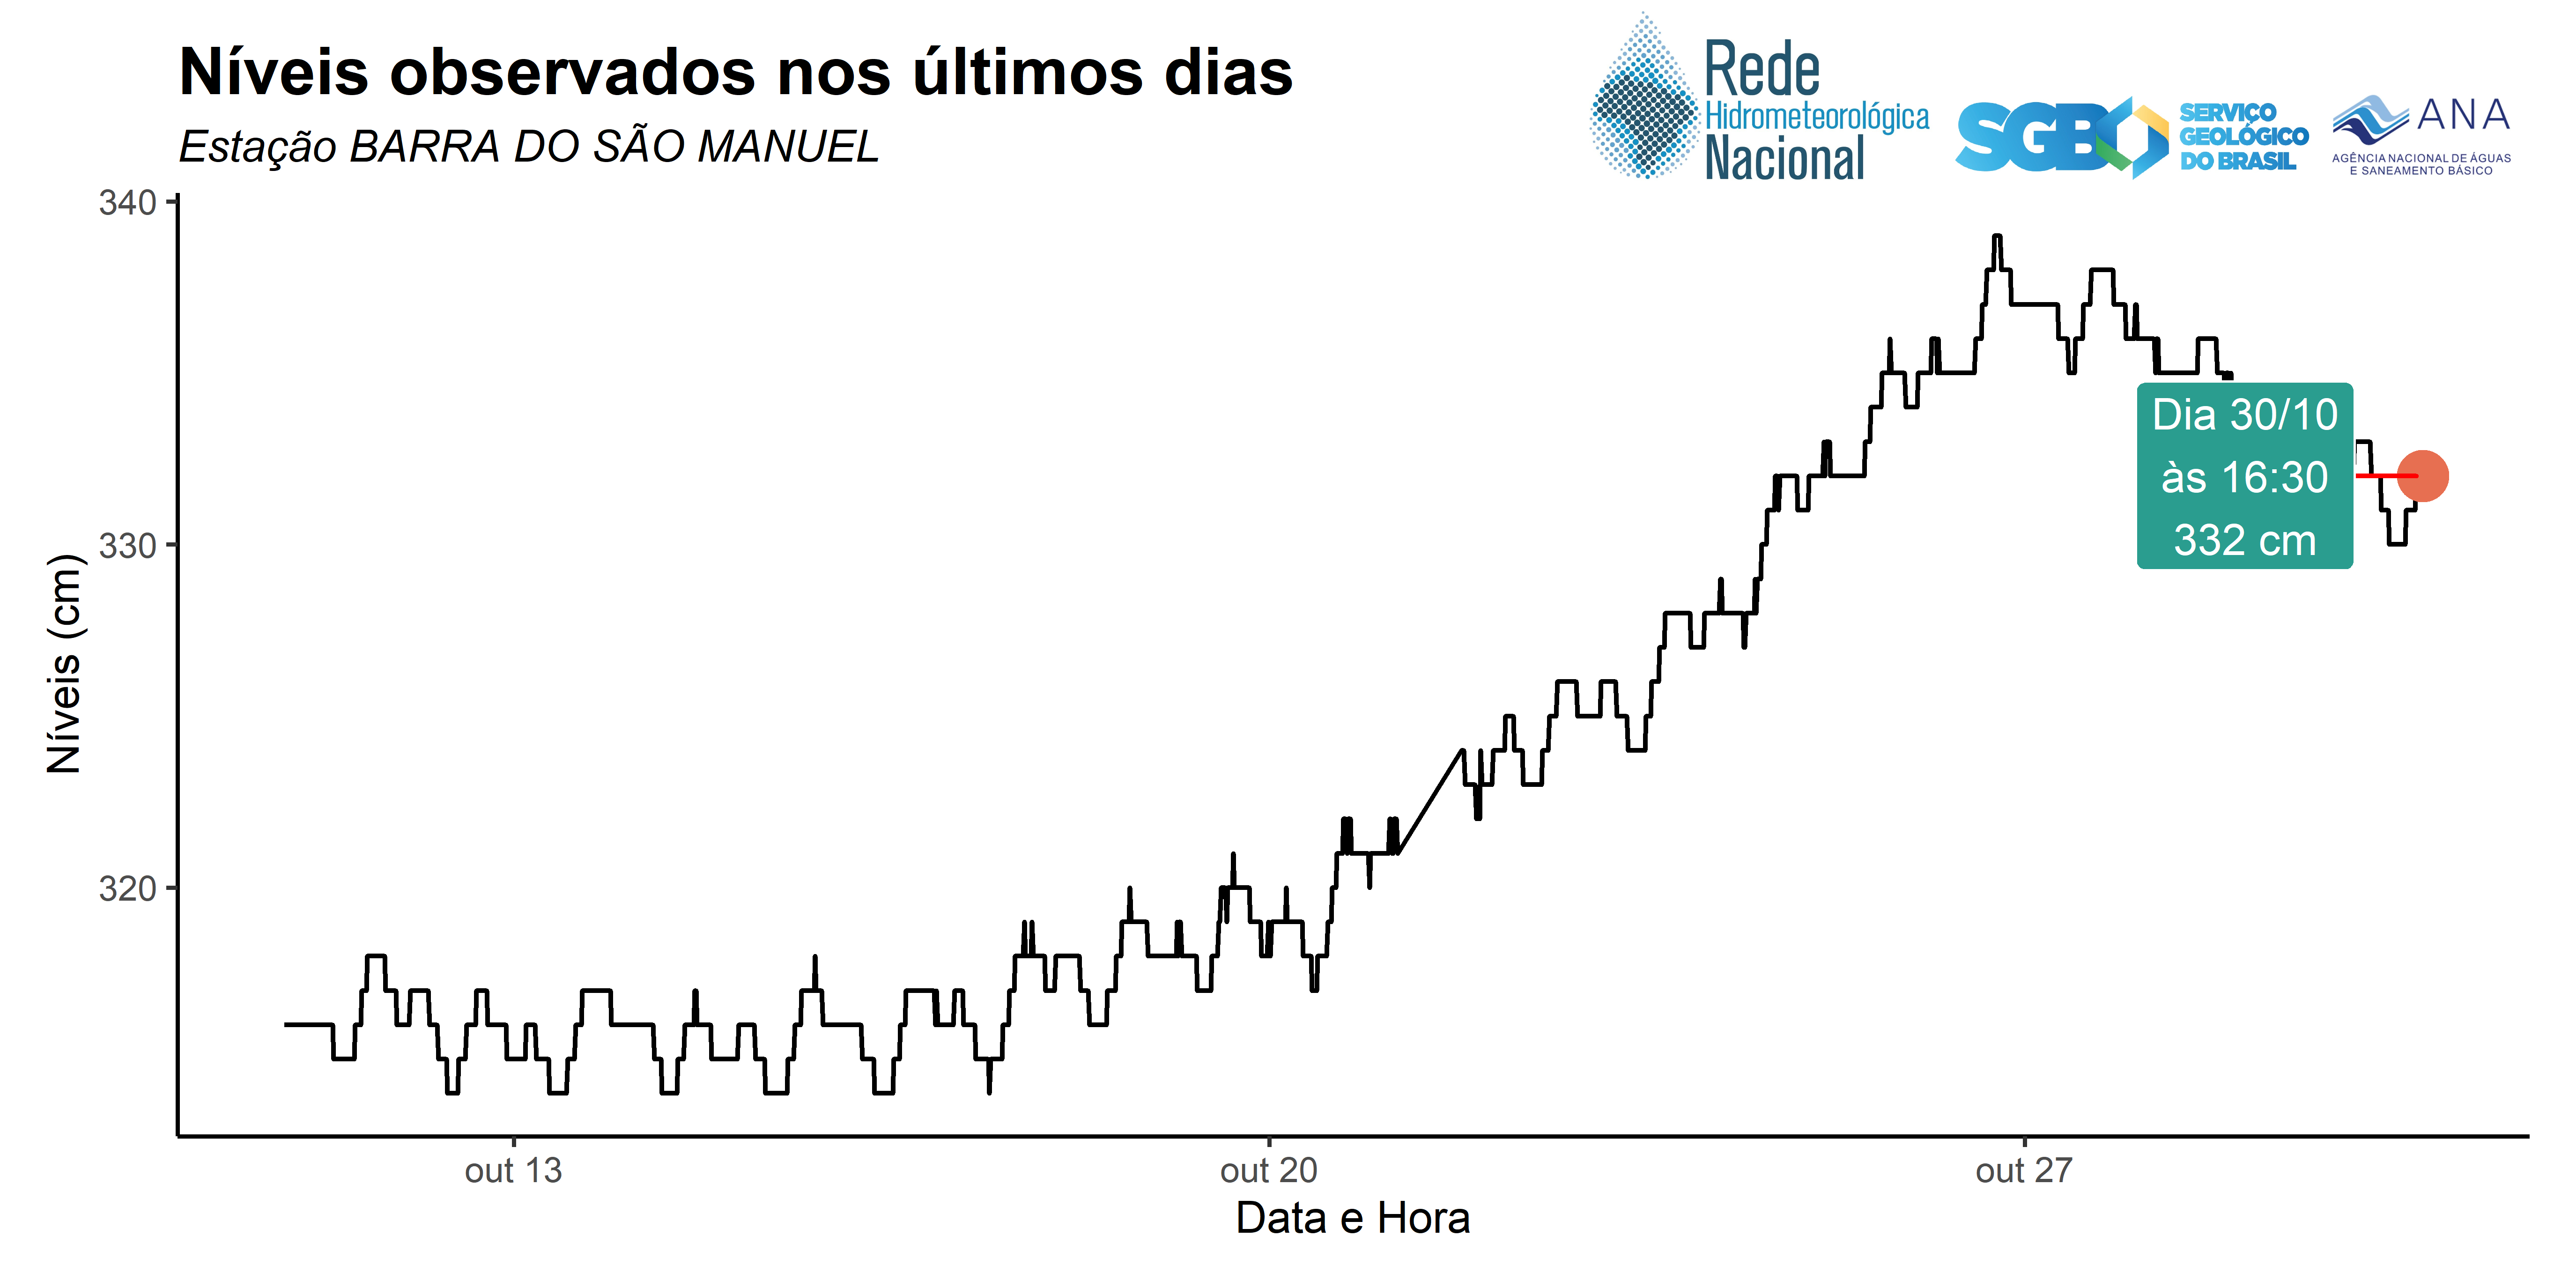 Níveis observados nos últimos dias
Estação BARRA DO SÃO MANUEL
Rede
Hidrometeorológica
Nacional
SGB
SERVIÇO
GEOLÓGICO
DO BRASIL
ANA
AGÊNCIA NACIONAL DE ÁGUAS
E SANEAMENTO BÁSICO
340
330
320
Níveis (cm)
Dia 30/10
às 16:30
332 cm
out 13
out 20
out 27
Data e Hora